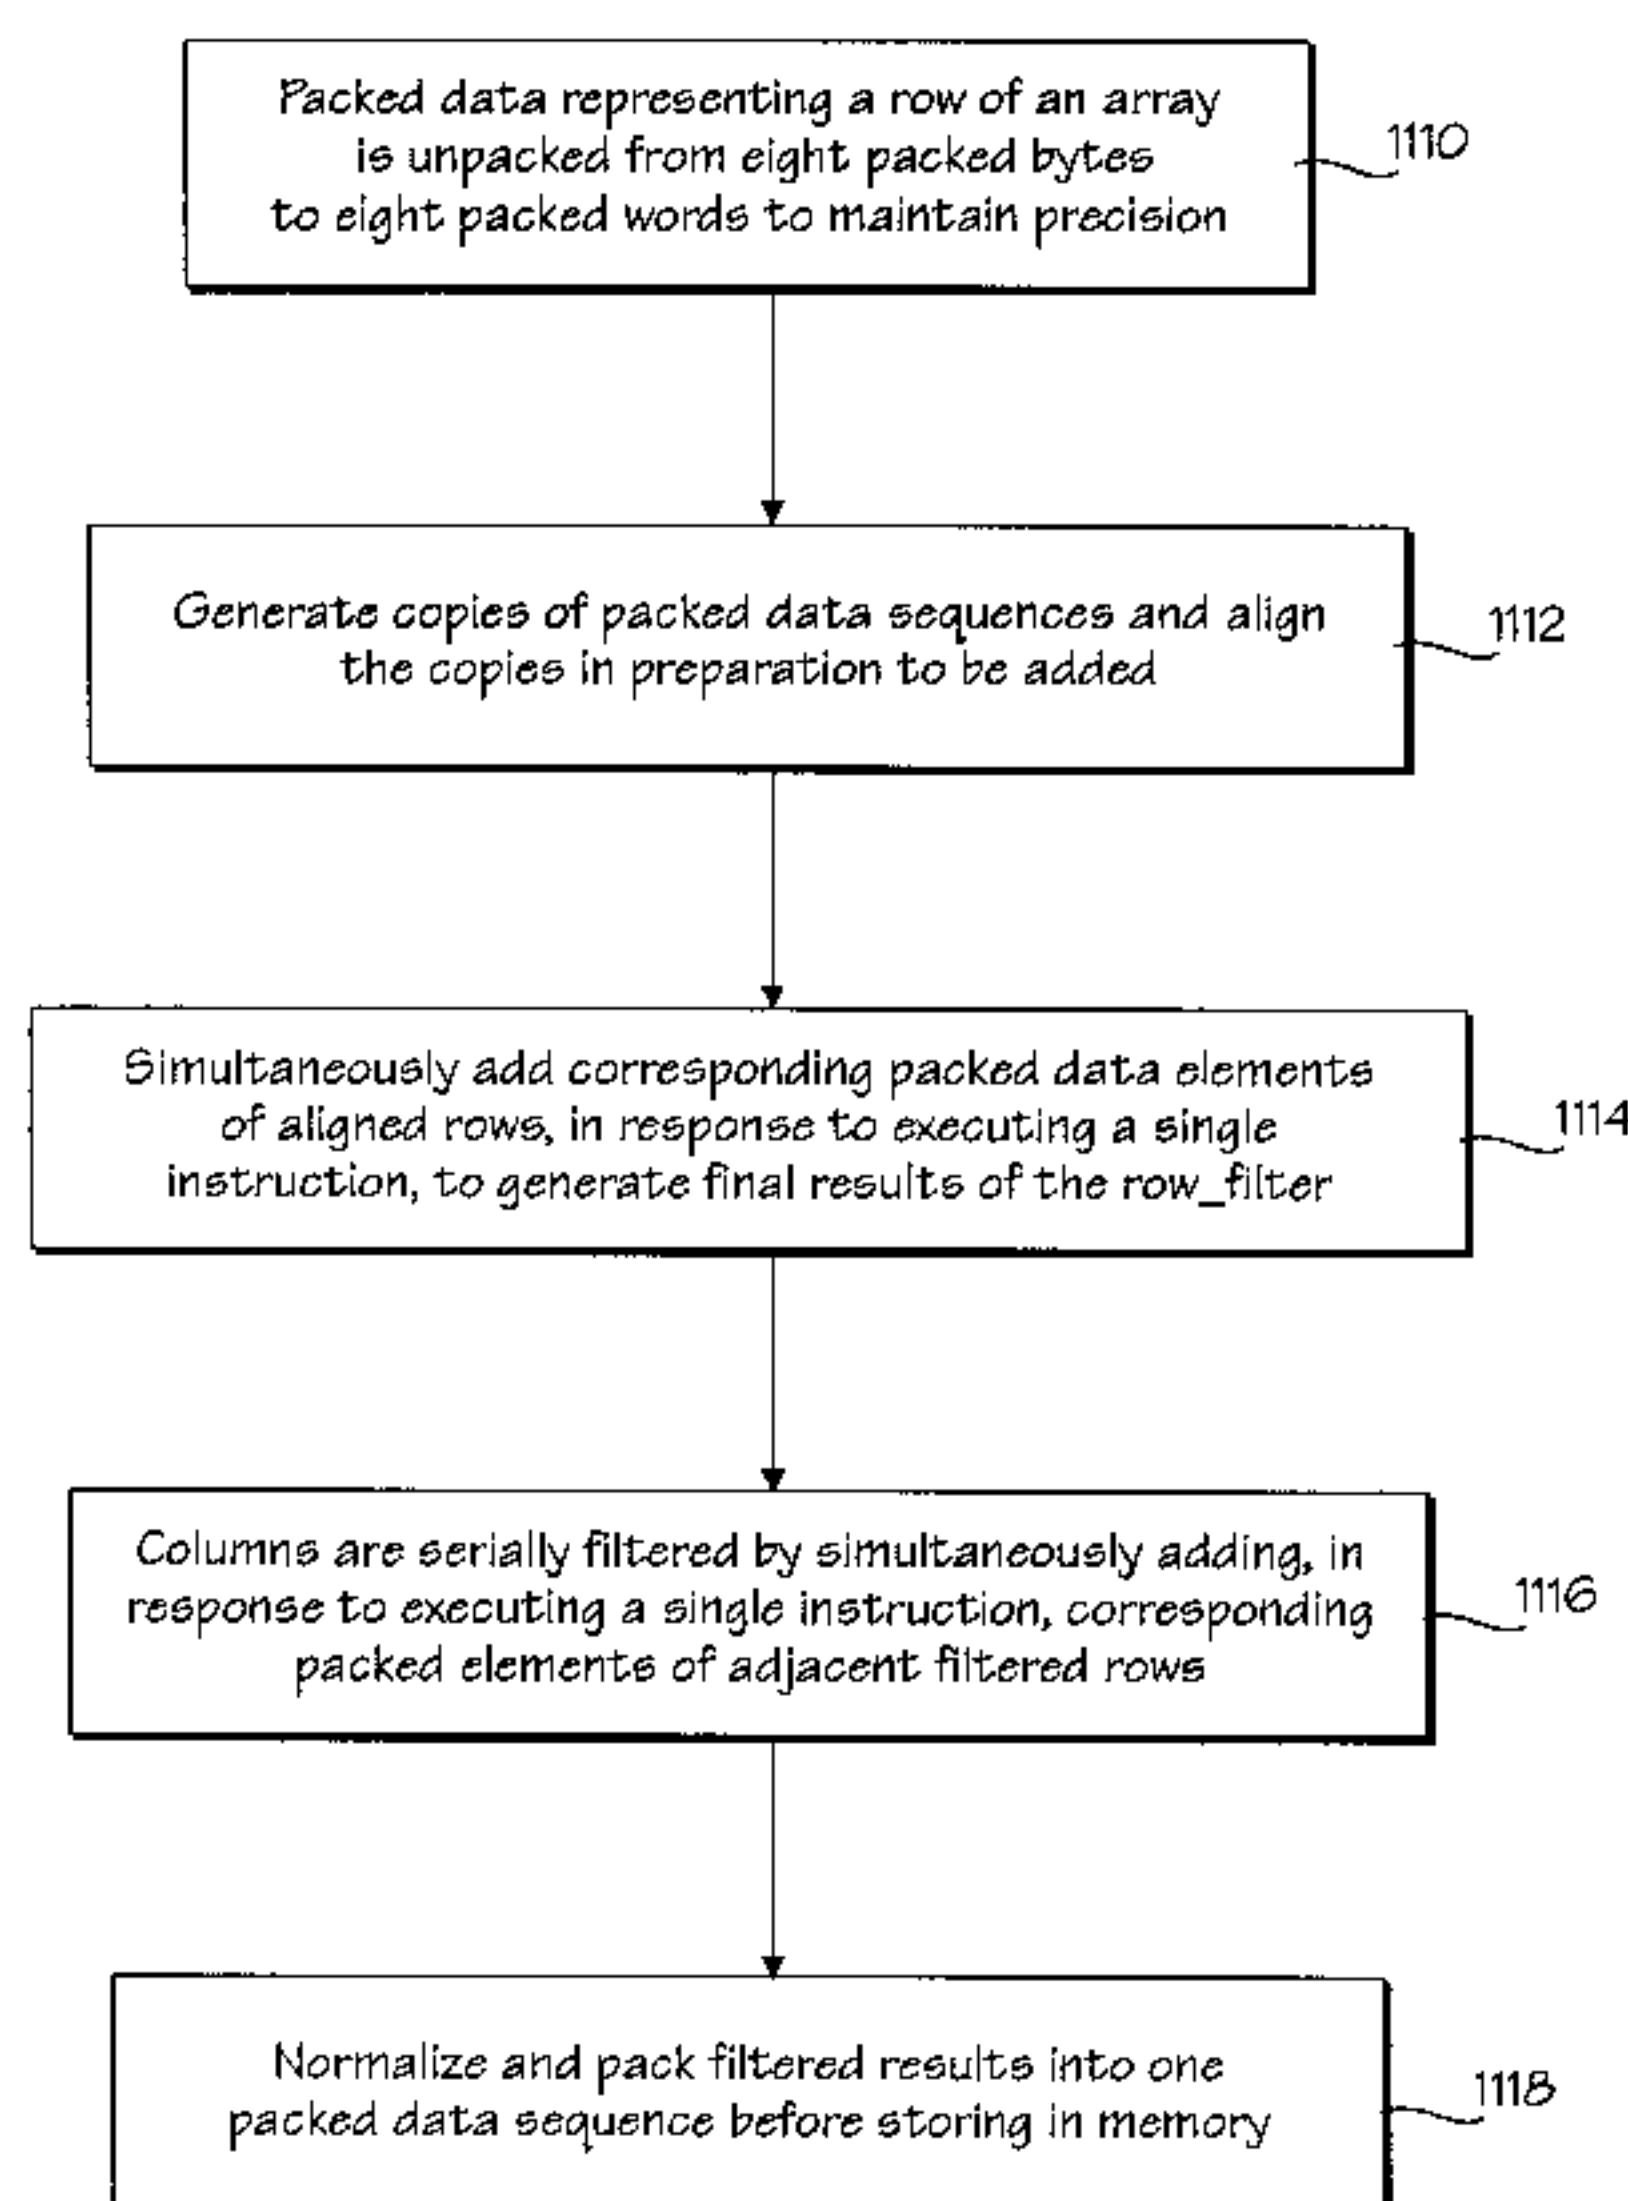 Packed data representing a row of an array
is unpacked from eight packed bytes
to eight packed words to maintain precision
1110
Generate copies of packed data sequences and align
the copies in preparation to be added
1112
Simultaneously add corresponding packed data elements
of aligned rows, in response to executing a single
instruction, to generate final results of the row_filter
1114
Columns are serially filtered by simultaneously adding, in
response to executing a single instruction, corresponding
packed elements of adjacent filtered rows
1116
Normalize and pack filtered results into one
packed data sequence before storing in memory
1118